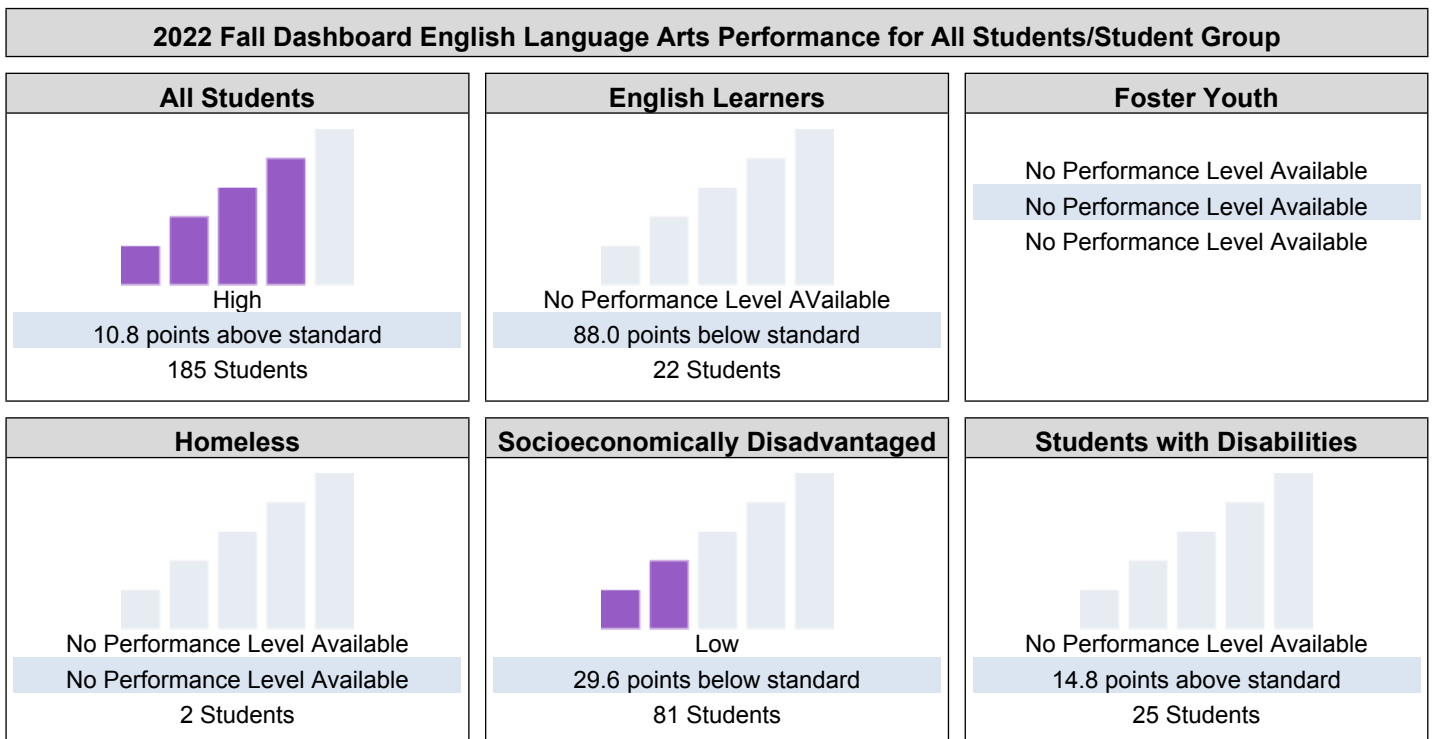 2022 Fall Dashboard English Language Arts Performance for All Students/Student Group
All Students
High
10.8 points above standard
185 Students
English Learners
No Performance Level AVailable
88.0 points below standard
22 Students
Foster Youth
No Performance Level Available
No Performance Level Available
No Performance Level Available
Homeless
No Performance Level Available
No Performance Level Available
2 Students
Socioeconomically Disadvantaged
Low
29.6 points below standard
81 Students
Students with Disabilities
No Performance Level Available
14.8 points above standard
25 Students